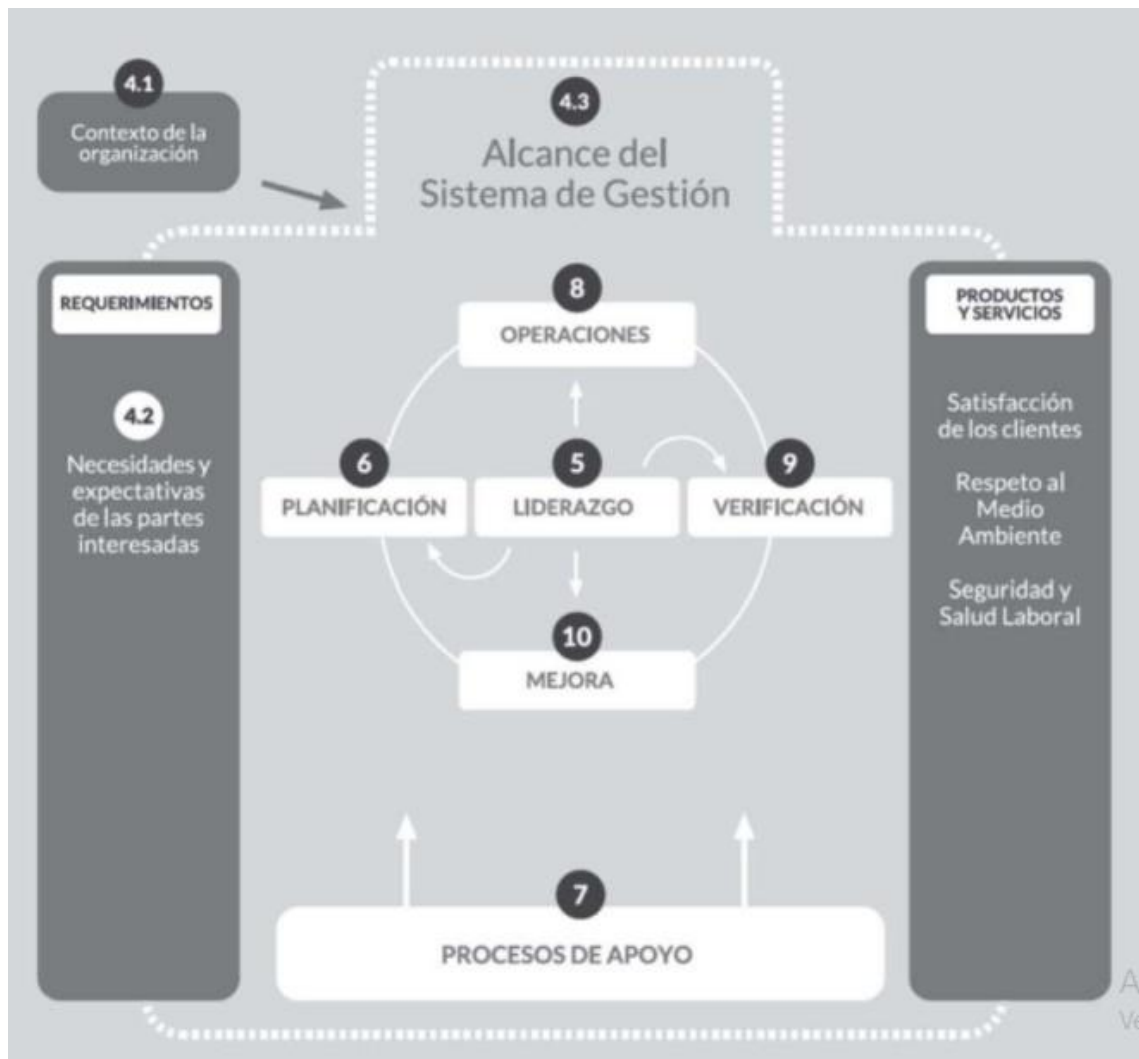 4.1
Contexto de la
organización
4.3
Alcance del
Sistema de Gestión
REQUERIMIENTOS
4.2
Necesidades y
expectativas
de las partes
interesadas
8
OPERACIONES
6
PLANIFICACIÓN
5
LIDERAZGO
9
VERIFICACIÓN
10
MEJORA
7
PROCESOS DE APOYO
PRODUCTOS
Y SERVICIOS
Satisfacción
de los clientes
Respeto al
Medio
Ambiente
Seguridad y
Salud Laboral